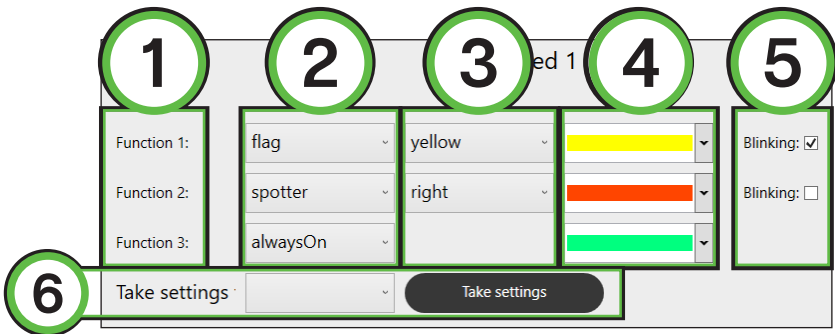 1 2 3 ed 1 4 5
Function 1: flag yellow Blinking:
Function 2: spotter right Blinking:
Function 3: alwaysOn
6 Take settings Take settings